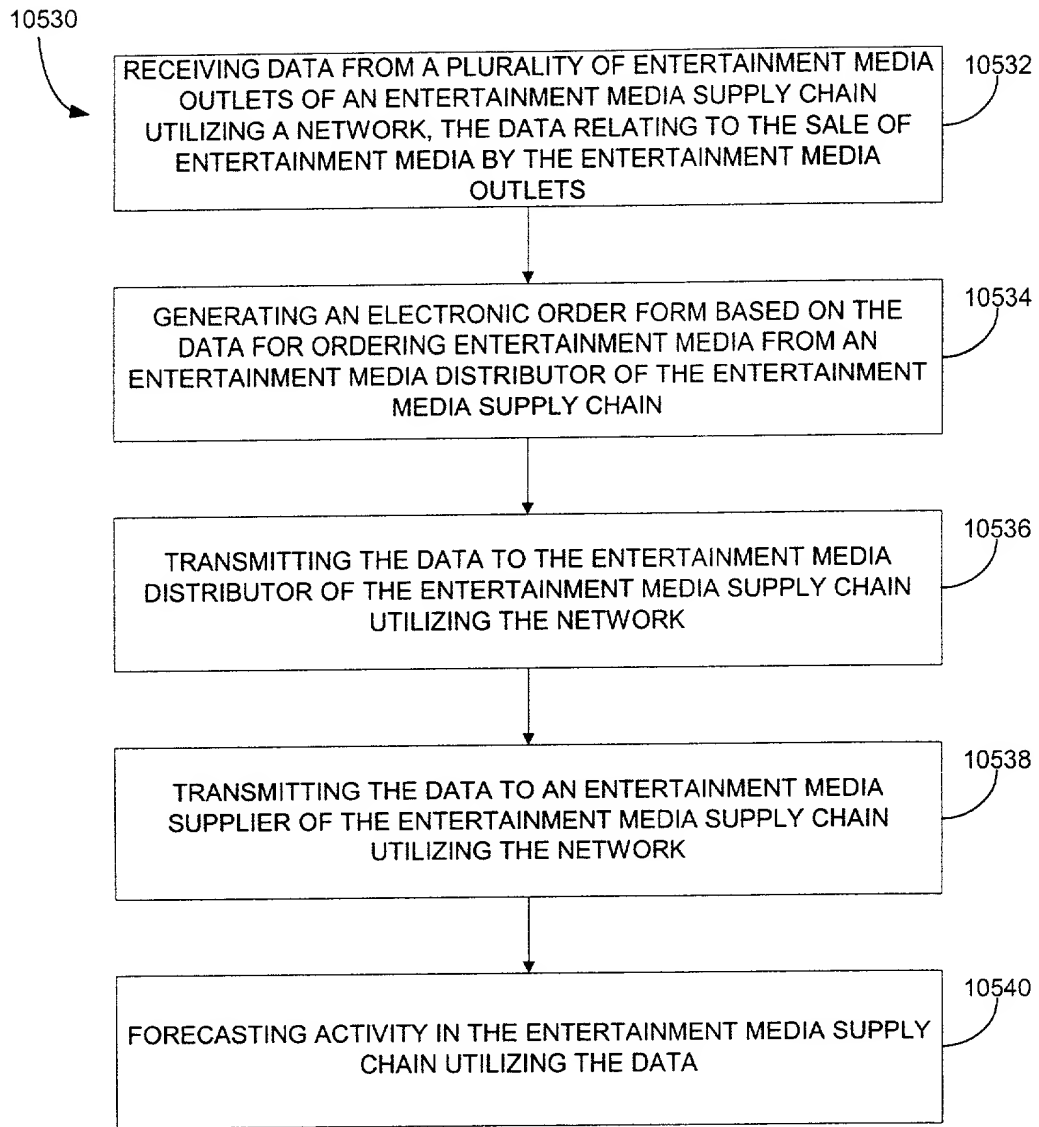 10530
RECEIVING DATA FROM A PLURALITY OF ENTERTAINMENT MEDIA
OUTLETS OF AN ENTERTAINMENT MEDIA SUPPLY CHAIN
UTILIZING A NETWORK, THE DATA RELATING TO THE SALE OF
ENTERTAINMENT MEDIA BY THE ENTERTAINMENT MEDIA
OUTLETS
10532
GENERATING AN ELECTRONIC ORDER FORM BASED ON THE
DATA FOR ORDERING ENTERTAINMENT MEDIA FROM AN
ENTERTAINMENT MEDIA DISTRIBUTOR OF THE ENTERTAINMENT
MEDIA SUPPLY CHAIN
10534
TRANSMITTING THE DATA TO THE ENTERTAINMENT MEDIA
DISTRIBUTOR OF THE ENTERTAINMENT MEDIA SUPPLY CHAIN
UTILIZING THE NETWORK
10536
TRANSMITTING THE DATA TO AN ENTERTAINMENT MEDIA
SUPPLIER OF THE ENTERTAINMENT MEDIA SUPPLY CHAIN
UTILIZING THE NETWORK
10538
FORECASTING ACTIVITY IN THE ENTERTAINMENT MEDIA SUPPLY
CHAIN UTILIZING THE DATA
10540